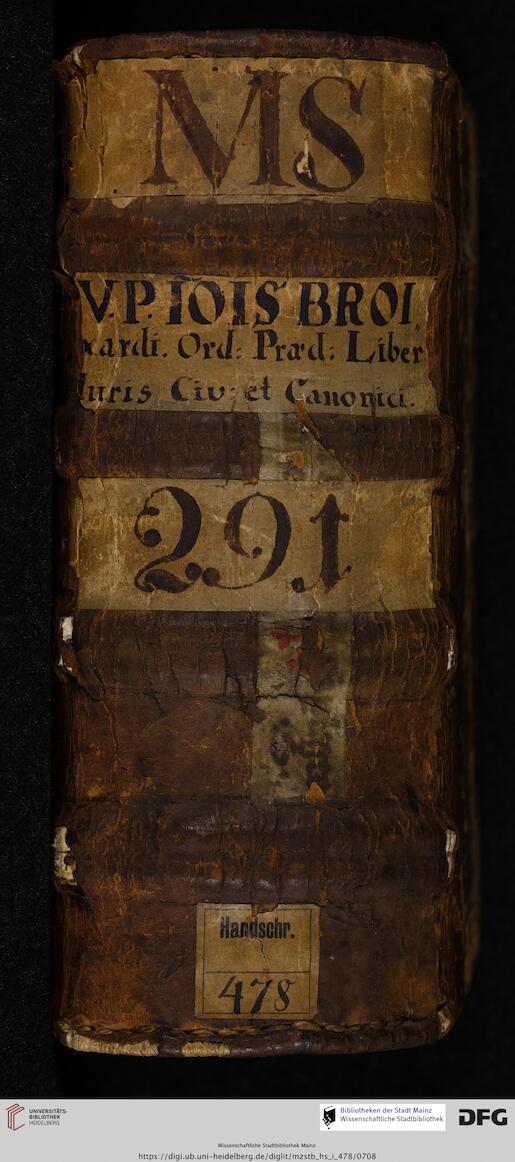 MS
V.P. IOIS BROI
xardi. Ord: Præd: Liber
Iuris Civ: et Canonici.
291
Handschr.
478
UNIVERSITÄTS-
BIBLIOTHEK
HEIDELBERG
Bibliotheken der Stadt Mainz
Wissenschaftliche Stadtbibliothek
DFG
Wissenschaftliche Stadtbibliothek Mainz
https://digi.ub.uni-heidelberg.de/diglit/mzstb_hs_i_478/0708